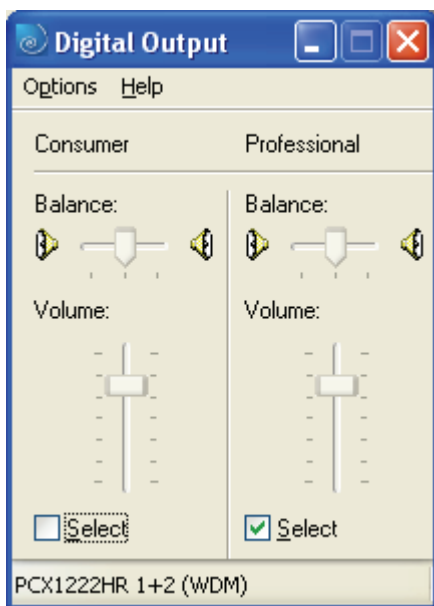 Digital Output
Options Help
Consumer Professional
Balance: Balance:
Volume: Volume:
Select Select
PCX1222HR 1+2 (WDM)